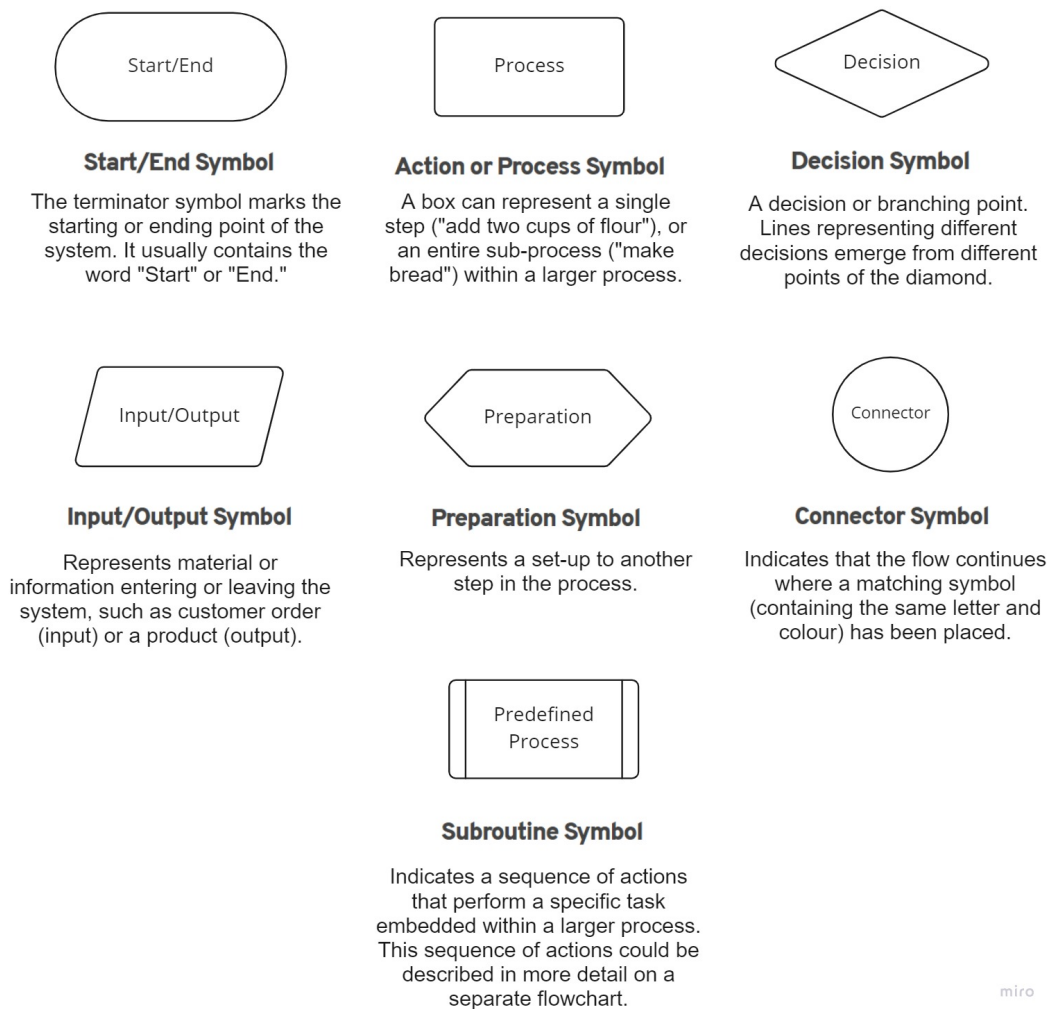 Start/End
Process
Decision
Start/End Symbol
The terminator symbol marks the
starting or ending point of the
system. It usually contains the
word "Start" or "End."
Action or Process Symbol
A box can represent a single
step ("add two cups of flour"), or
an entire sub-process ("make
bread") within a larger process.
Decision Symbol
A decision or branching point.
Lines representing different
decisions emerge from different
points of the diamond.
Input/Output
Preparation
Connector
Input/Output Symbol
Represents material or
information entering or leaving the
system, such as customer order
(input) or a product (output).
Preparation Symbol
Represents a set-up to another
step in the process.
Connector Symbol
Indicates that the flow continues
where a matching symbol
(containing the same letter and
colour) has been placed.
Predefined
Process
Subroutine Symbol
Indicates a sequence of actions
that perform a specific task
embedded within a larger process.
This sequence of actions could be
described in more detail on a
separate flowchart.
miro